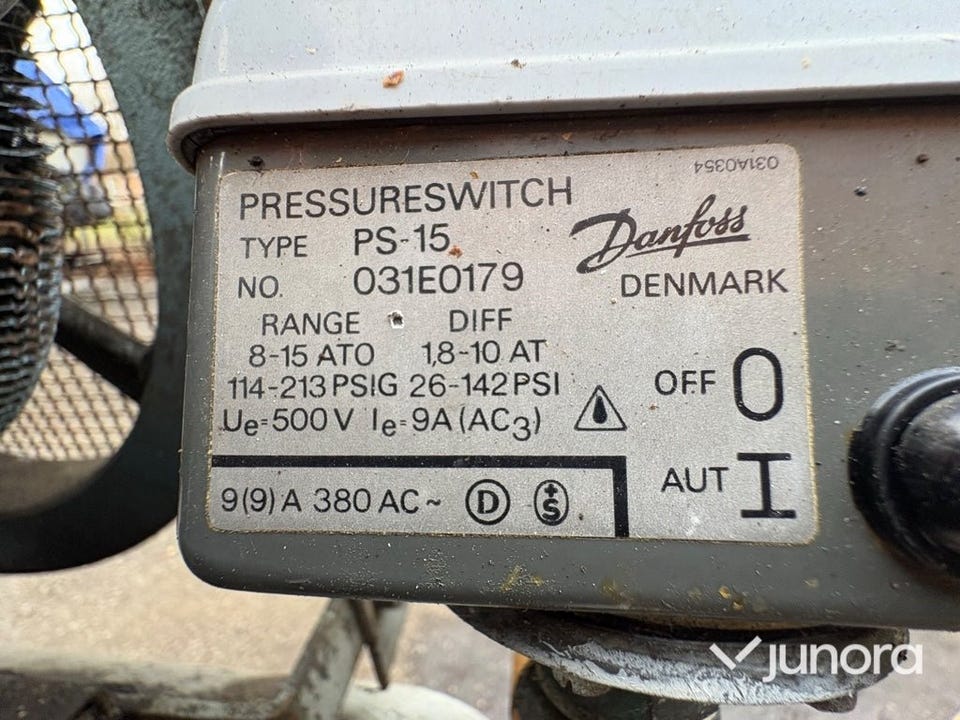 031A0354
PRESSURESWITCH
TYPE PS-15
NO. 031E0179
Danfoss
DENMARK
RANGE DIFF
8-15 ATO 1,8-10 AT
114-213 PSIG 26-142 PSI
Ue=500 V Ie=9A (AC3)
OFF O
AUT I
9(9) A 380 AC~ D +S
junora